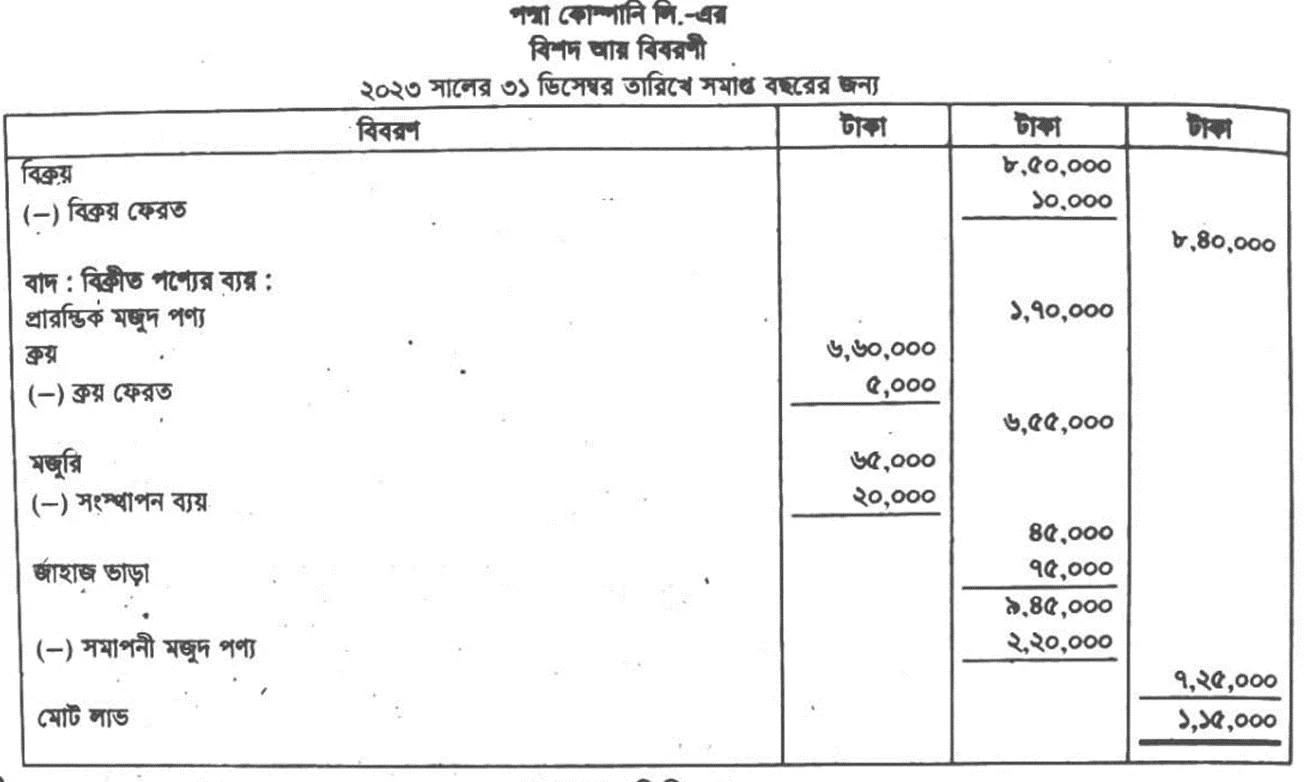 পদ্মা কোম্পানি লি.-এর
বিশদ আয় বিবরণী
২০২৩ সালের ৩১ ডিসেম্বর তারিখে সমাপ্ত বছরের জন্য
বিবরণ টাকা টাকা টাকা
বিক্রয় ৮,৫০,০০০
(–) বিক্রয় ফেরত ১০,০০০
৮,৪০,০০০
বাদ : বিক্রীত পণ্যের ব্যয় :
প্রারম্ভিক মজুদ পণ্য ১,৭০,০০০
ক্রয় ৬,৬০,০০০
(–) ক্রয় ফেরত ৫,০০০
৬,৫৫,০০০
মজুরি ৬৫,০০০
(–) সংস্থাপন ব্যয় ২০,০০০
৪৫,০০০
জাহাজ ভাড়া ৭৫,০০০
৯,৪৫,০০০
(–) সমাপনী মজুদ পণ্য ২,২০,০০০
৭,২৫,০০০
মোট লাভ ১,১৫,০০০